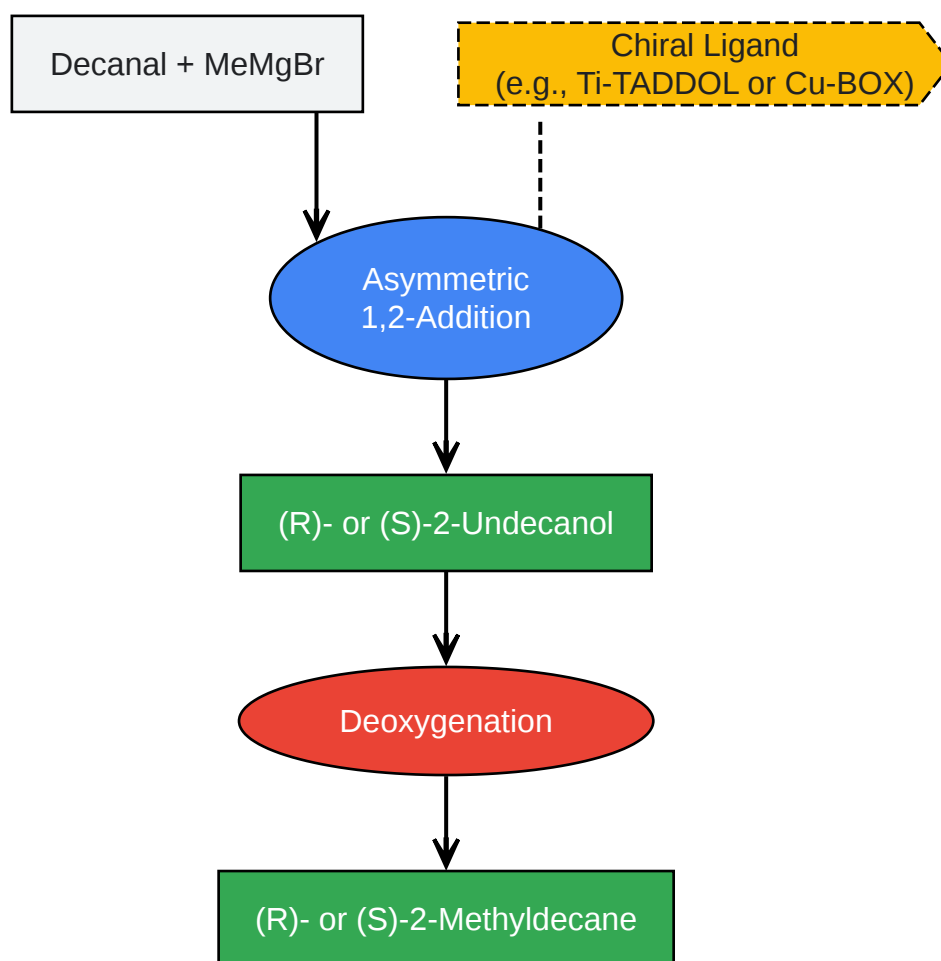 Decanal + MeMgBr
Chiral Ligand
(e.g., Ti-TADDOL or Cu-BOX)
Asymmetric
1,2-Addition
(R)- or (S)-2-Undecanol
Deoxygenation
(R)- or (S)-2-Methyldecane